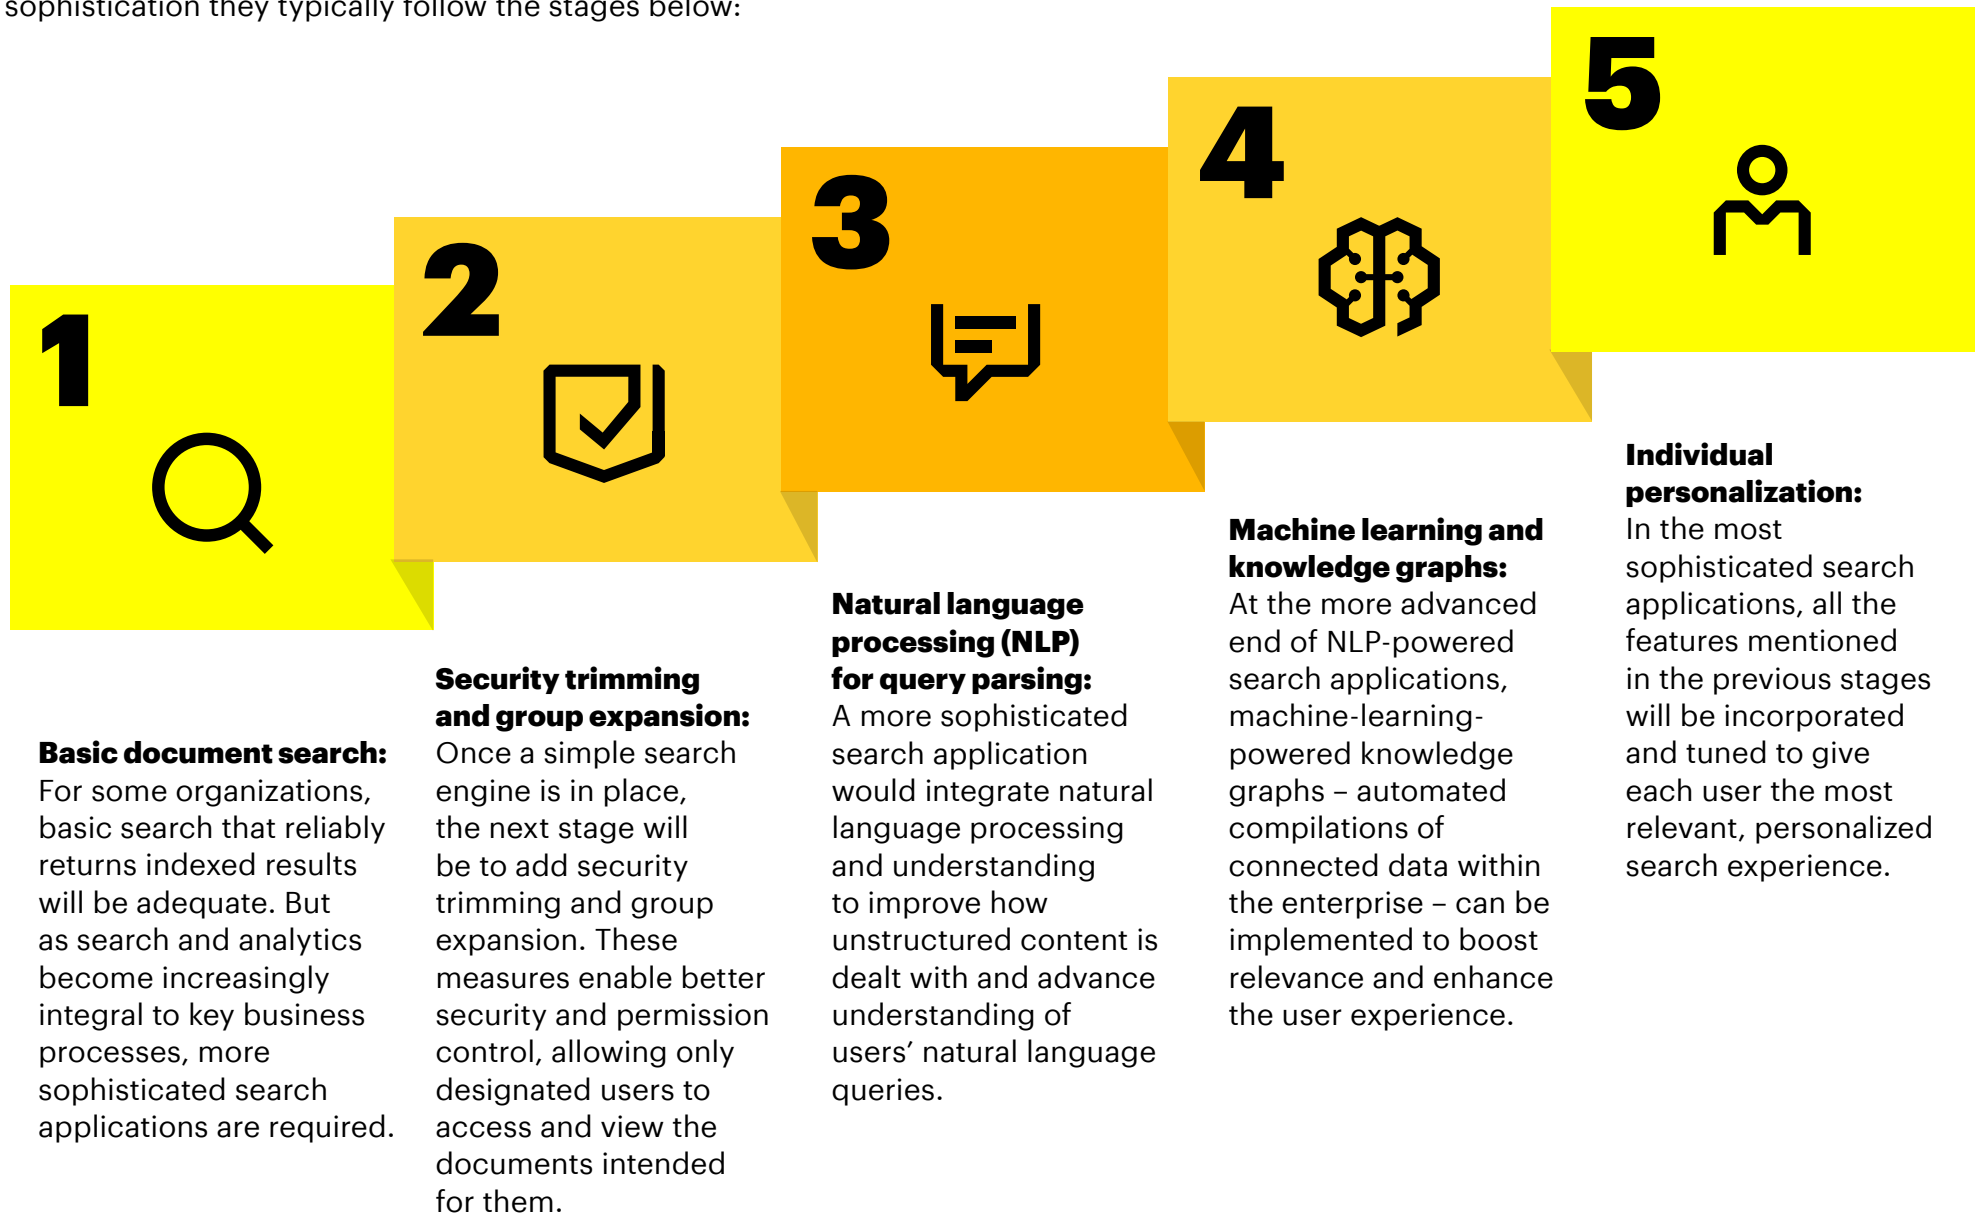 sophistication they typically follow the stages below:
1
Basic document search:
For some organizations,
basic search that reliably
returns indexed results
will be adequate. But
as search and analytics
become increasingly
integral to key business
processes, more
sophisticated search
applications are required.
2
Security trimming
and group expansion:
Once a simple search
engine is in place,
the next stage will
be to add security
trimming and group
expansion. These
measures enable better
security and permission
control, allowing only
designated users to
access and view the
documents intended
for them.
3
Natural language
processing (NLP)
for query parsing:
A more sophisticated
search application
would integrate natural
language processing
and understanding
to improve how
unstructured content is
dealt with and advance
understanding of
users’ natural language
queries.
4
Machine learning and
knowledge graphs:
At the more advanced
end of NLP-powered
search applications,
machine-learning-
powered knowledge
graphs – automated
compilations of
connected data within
the enterprise – can be
implemented to boost
relevance and enhance
the user experience.
5
Individual
personalization:
In the most
sophisticated search
applications, all the
features mentioned
in the previous stages
will be incorporated
and tuned to give
each user the most
relevant, personalized
search experience.